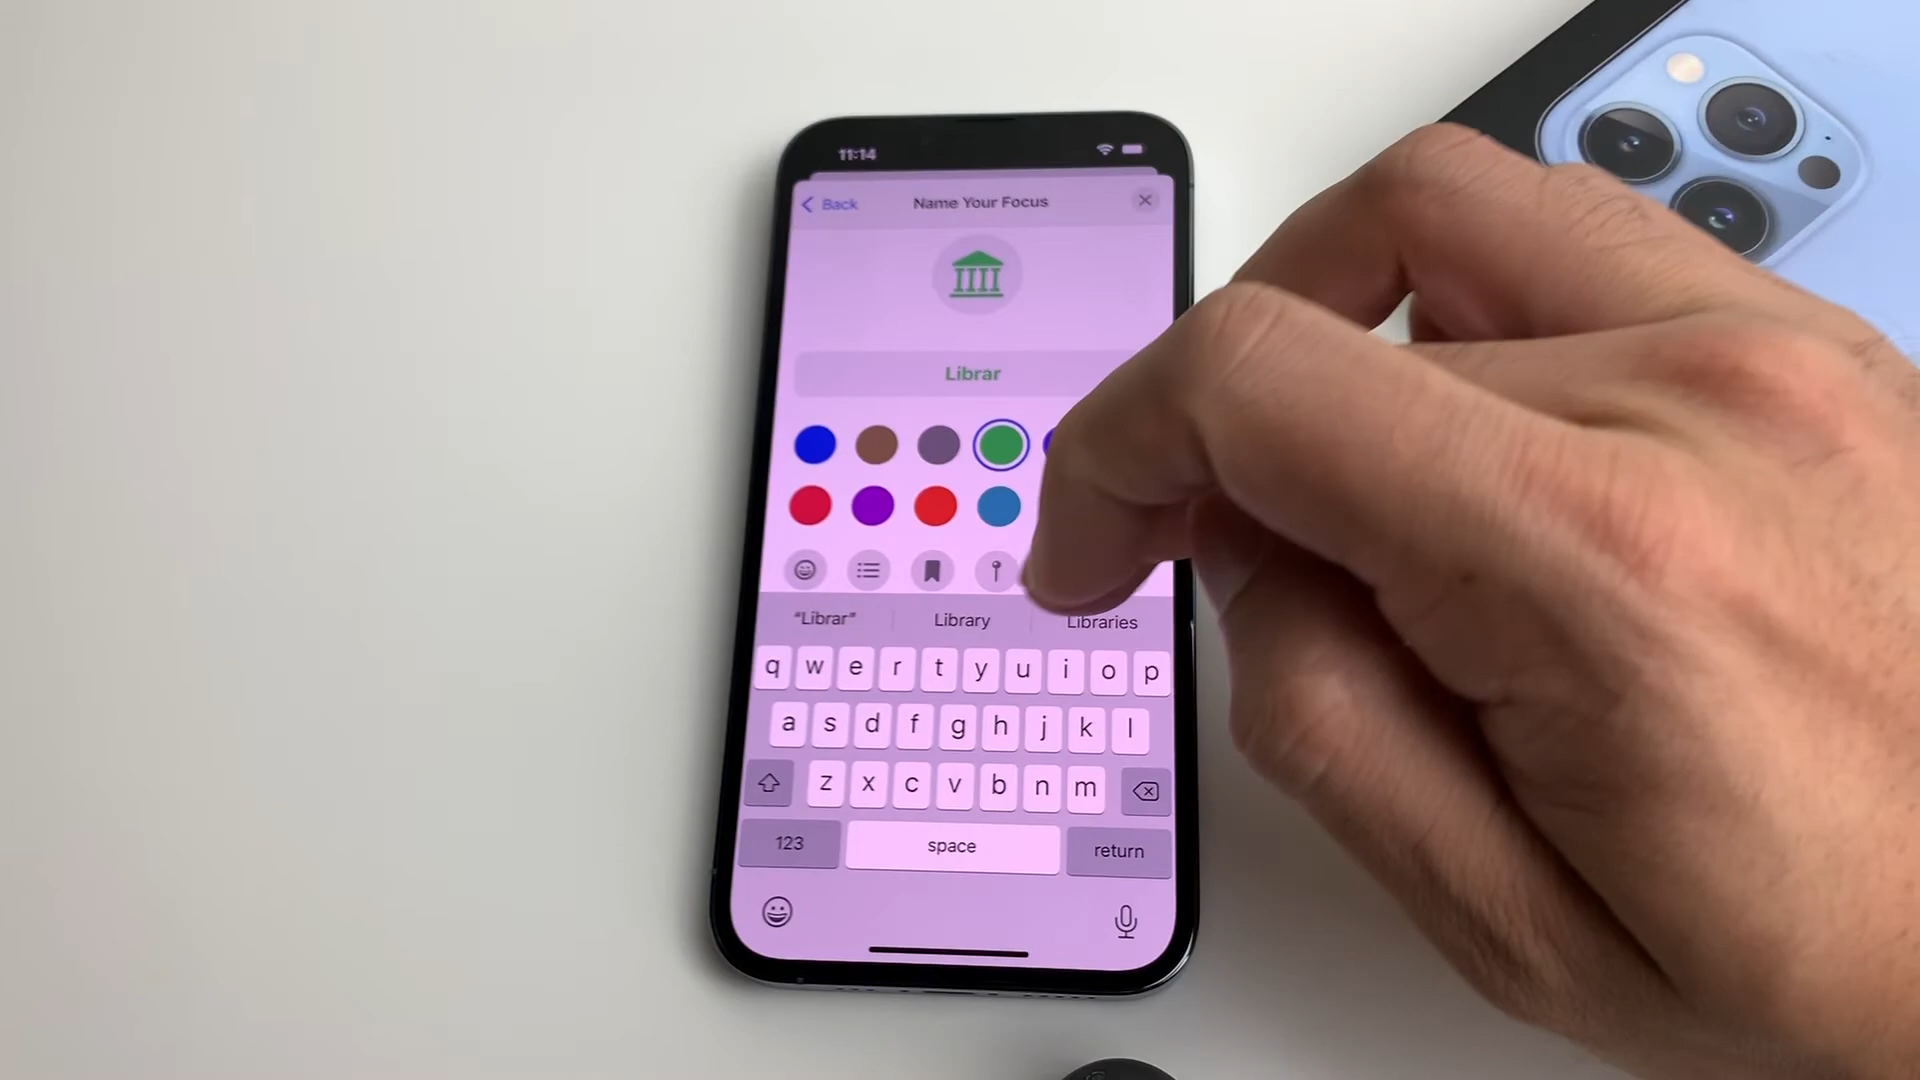 11:14
Back
Name Your Focus
Librar
"Librar" Library Libraries
q w e r t y u i o p
a s d f g h j k l
z x c v b n m
123 space return